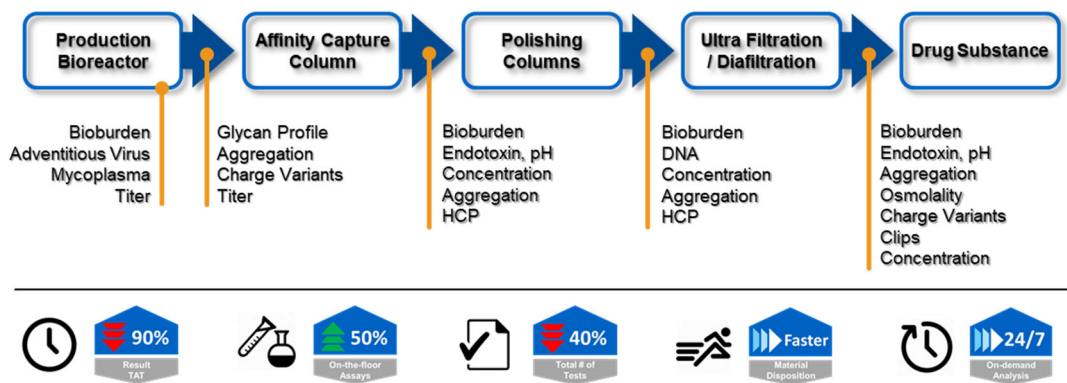 Production
Bioreactor
Affinity Capture
Column
Polishing
Columns
Ultra Filtration
/ Diafiltration
Drug Substance
Bioburden
Adventitious Virus
Mycoplasma
Titer
Glycan Profile
Aggregation
Charge Variants
Titer
Bioburden
Endotoxin, pH
Concentration
Aggregation
HCP
Bioburden
DNA
Concentration
Aggregation
HCP
Bioburden
Endotoxin, pH
Aggregation
Osmolality
Charge Variants
Clips
Concentration
90%
Result
TAT
50%
On-the-floor
Assays
40%
Total # of
Tests
Faster
Material
Disposition
24/7
On-demand
Analysis